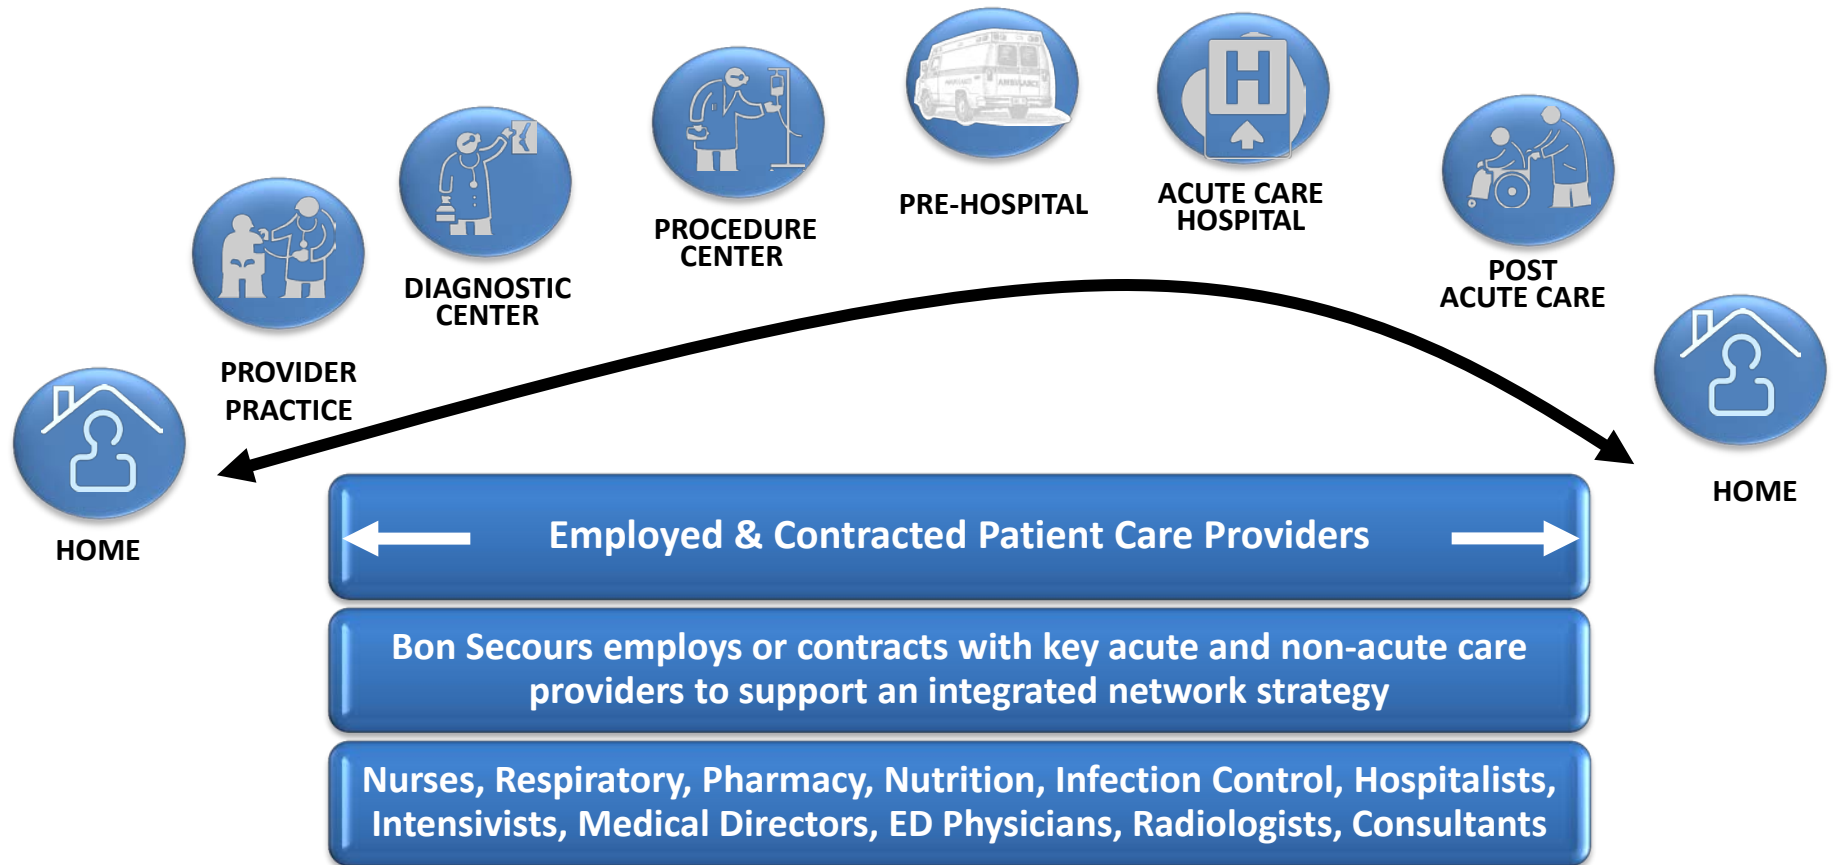 PRE-HOSPITAL
ACUTE CARE
HOSPITAL
PROCEDURE
CENTER
DIAGNOSTIC
CENTER
POST
ACUTE CARE
PROVIDER
PRACTICE
HOME
HOME
AMBULANCE
H
Employed & Contracted Patient Care Providers
Bon Secours employs or contracts with key acute and non-acute care
providers to support an integrated network strategy
Nurses, Respiratory, Pharmacy, Nutrition, Infection Control, Hospitalists,
Intensivists, Medical Directors, ED Physicians, Radiologists, Consultants